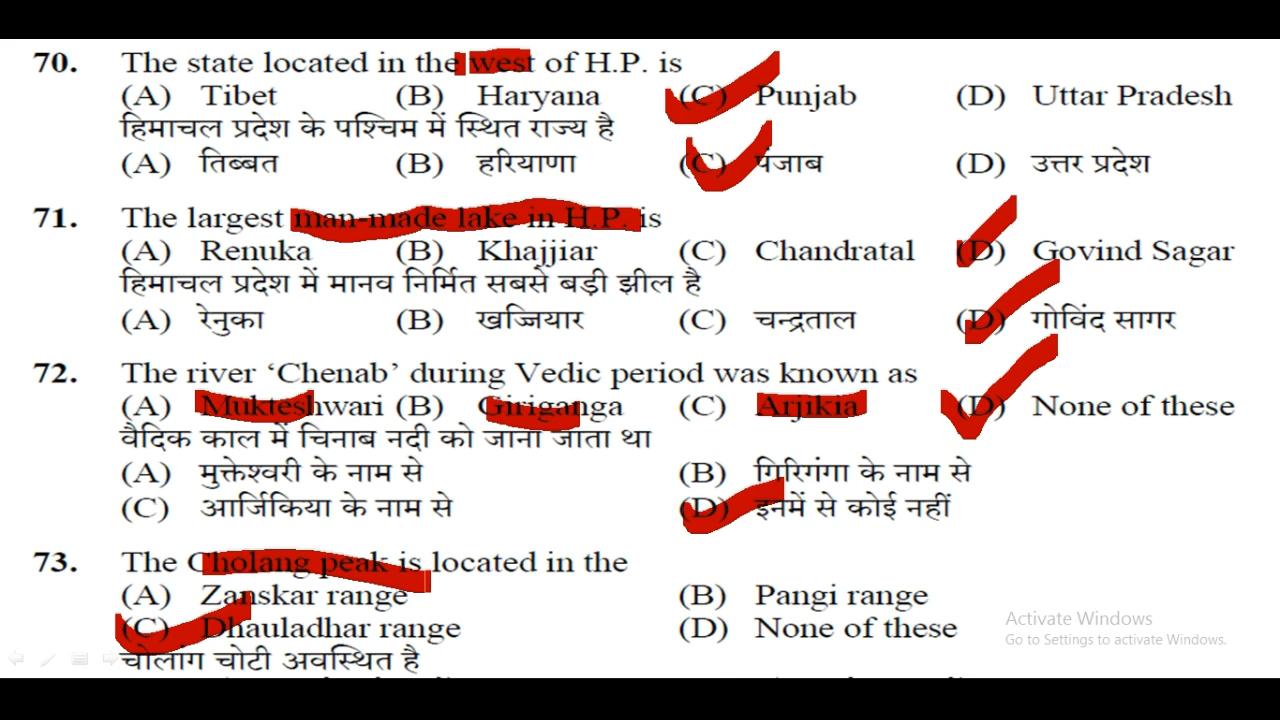 70. The state located in the west of H.P. is
(A) Tibet (B) Haryana (C) Punjab (D) Uttar Pradesh
हिमाचल प्रदेश के पश्चिम में स्थित राज्य है
(A) तिब्बत (B) हरियाणा (C) पंजाब (D) उत्तर प्रदेश
71. The largest man-made lake in H.P. is
(A) Renuka (B) Khajjiar (C) Chandratal (D) Govind Sagar
हिमाचल प्रदेश में मानव निर्मित सबसे बड़ी झील है
(A) रेनुका (B) खज्जियार (C) चन्द्रताल (D) गोविंद सागर
72. The river ‘Chenab’ during Vedic period was known as
(A) Mukteshwari (B) Giriganga (C) Arjikia (D) None of these
वैदिक काल में चिनाब नदी को जाना जाता था
(A) मुक्तेश्वरी के नाम से (B) गिरिगंगा के नाम से
(C) आर्जिकिया के नाम से (D) इनमें से कोई नहीं
73. The Cholang peak is located in the
(A) Zanskar range (B) Pangi range
(C) Dhauladhar range (D) None of these
चोलांग चोटी अवस्थित है
Activate Windows
Go to Settings to activate Windows.